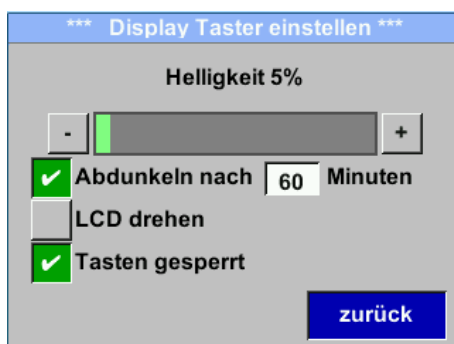 *** Display Taster einstellen ***
Helligkeit 5%
- +
Abdunkeln nach 60 Minuten
LCD drehen
Tasten gesperrt
zurück